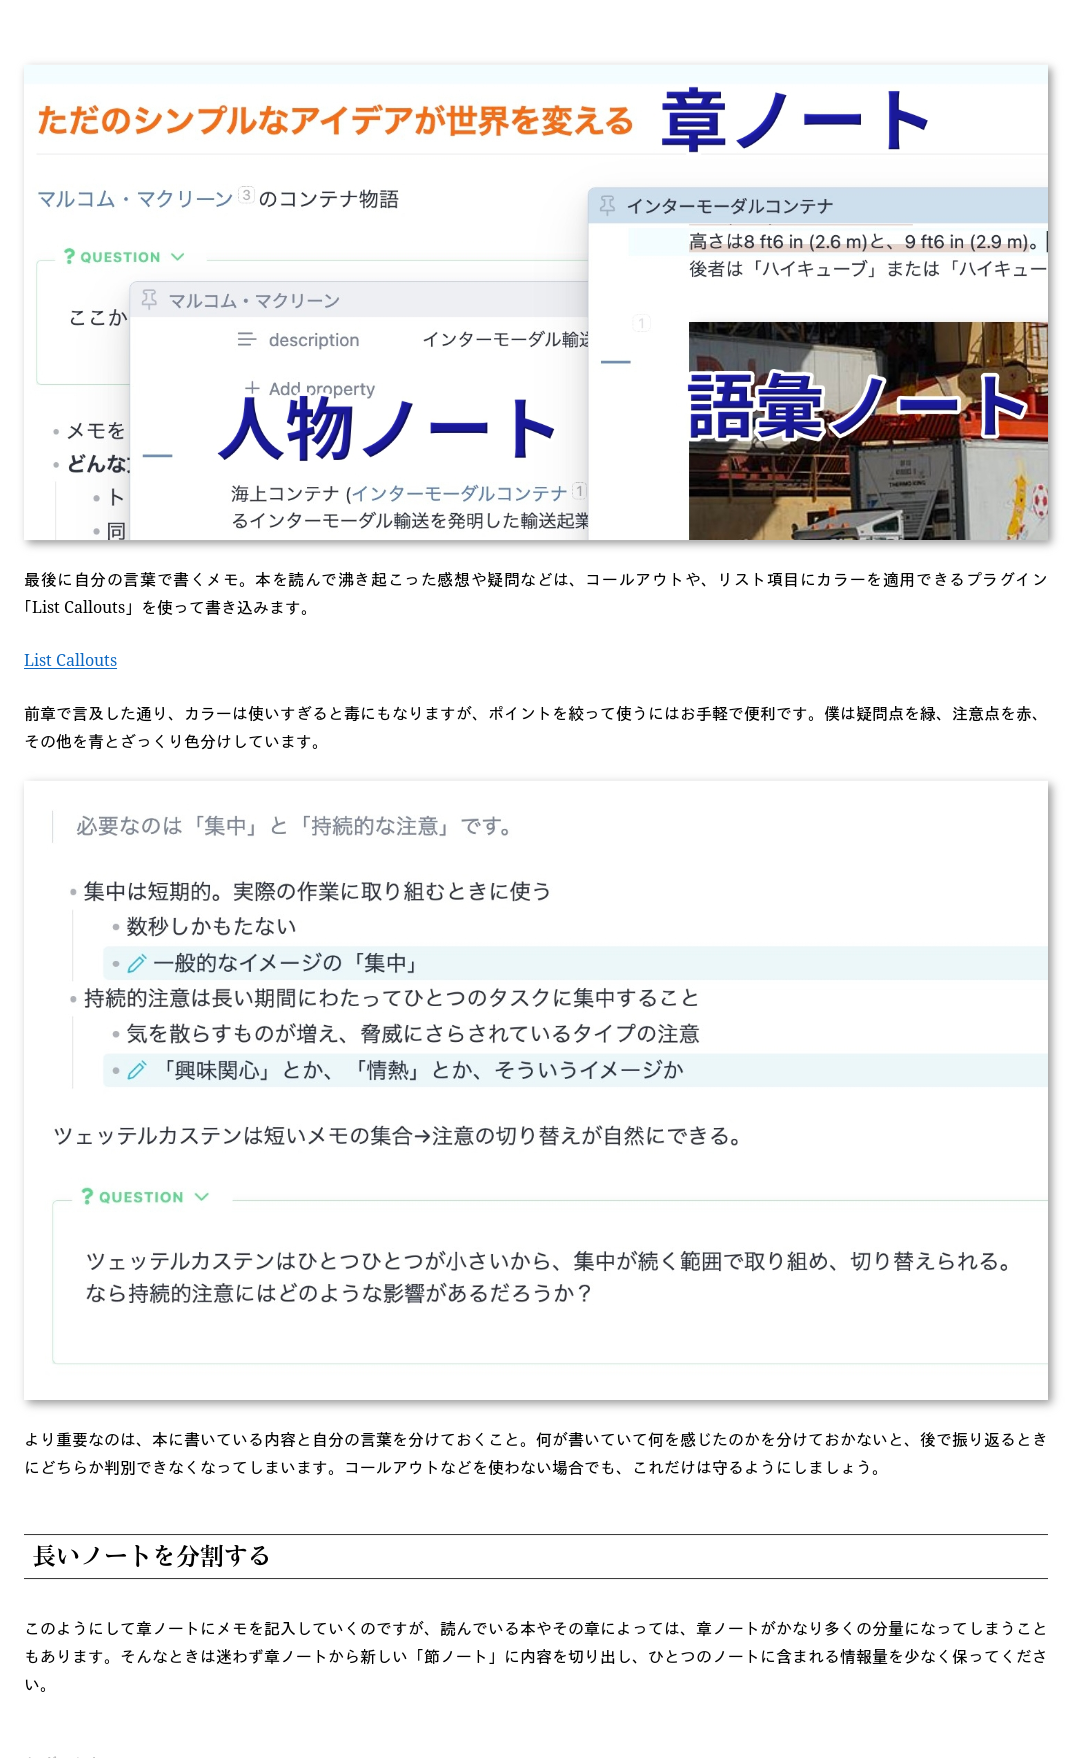 ただのシンプルなアイデアが世界を変える 章ノート
マルコム・マクリーン 3 のコンテナ物語
インターモーダルコンテナ
高さは8 ft6 in (2.6 m)と、9 ft6 in (2.9 m)。
後者は「ハイキューブ」または「ハイキュー
1
語彙ノート
? QUESTION
ここか
マルコム・マクリーン
description インターモーダル輸送
+ Add property
人物ノート
メモを
どんな
ト
同
海上コンテナ (インターモーダルコンテナ 1
るインターモーダル輸送を発明した輸送起業
THERMO KING
最後に自分の言葉で書くメモ。本を読んで沸き起こった感想や疑問などは、コールアウトや、リスト項目にカラーを適用できるプラグイン
「List Callouts」を使って書き込みます。
List Callouts
前章で言及した通り、カラーは使いすぎると毒にもなりますが、ポイントを絞って使うにはお手軽で便利です。僕は疑問点を緑、注意点を赤、
その他を青とざっくり色分けしています。
必要なのは「集中」と「持続的な注意」です。
集中は短期的。実際の作業に取り組むときに使う
数秒しかもたない
一般的なイメージの「集中」
持続的注意は長い期間にわたってひとつのタスクに集中すること
気を散らすものが増え、脅威にさらされているタイプの注意
「興味関心」とか、「情熱」とか、そういうイメージか
ツェッテルカステンは短いメモの集合→注意の切り替えが自然にできる。
? QUESTION
ツェッテルカステンはひとつひとつが小さいから、集中が続く範囲で取り組め、切り替えられる。
なら持続的注意にはどのような影響があるだろうか？
より重要なのは、本に書いている内容と自分の言葉を分けておくこと。何が書いていて何を感じたのかを分けておかないと、後で振り返るとき
にどちらか判別できなくなってしまいます。コールアウトなどを使わない場合でも、これだけは守るようにしましょう。
長いノートを分割する
このようにして章ノートにメモを記入していくのですが、読んでいる本やその章によっては、章ノートがかなり多くの分量になってしまうこと
もあります。そんなときは迷わず章ノートから新しい「節ノート」に内容を切り出し、ひとつのノートに含まれる情報量を少なく保ってくださ
い。